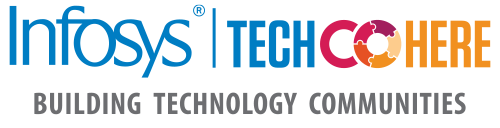 Infosys® | TECHCOHERE
BUILDING TECHNOLOGY COMMUNITIES